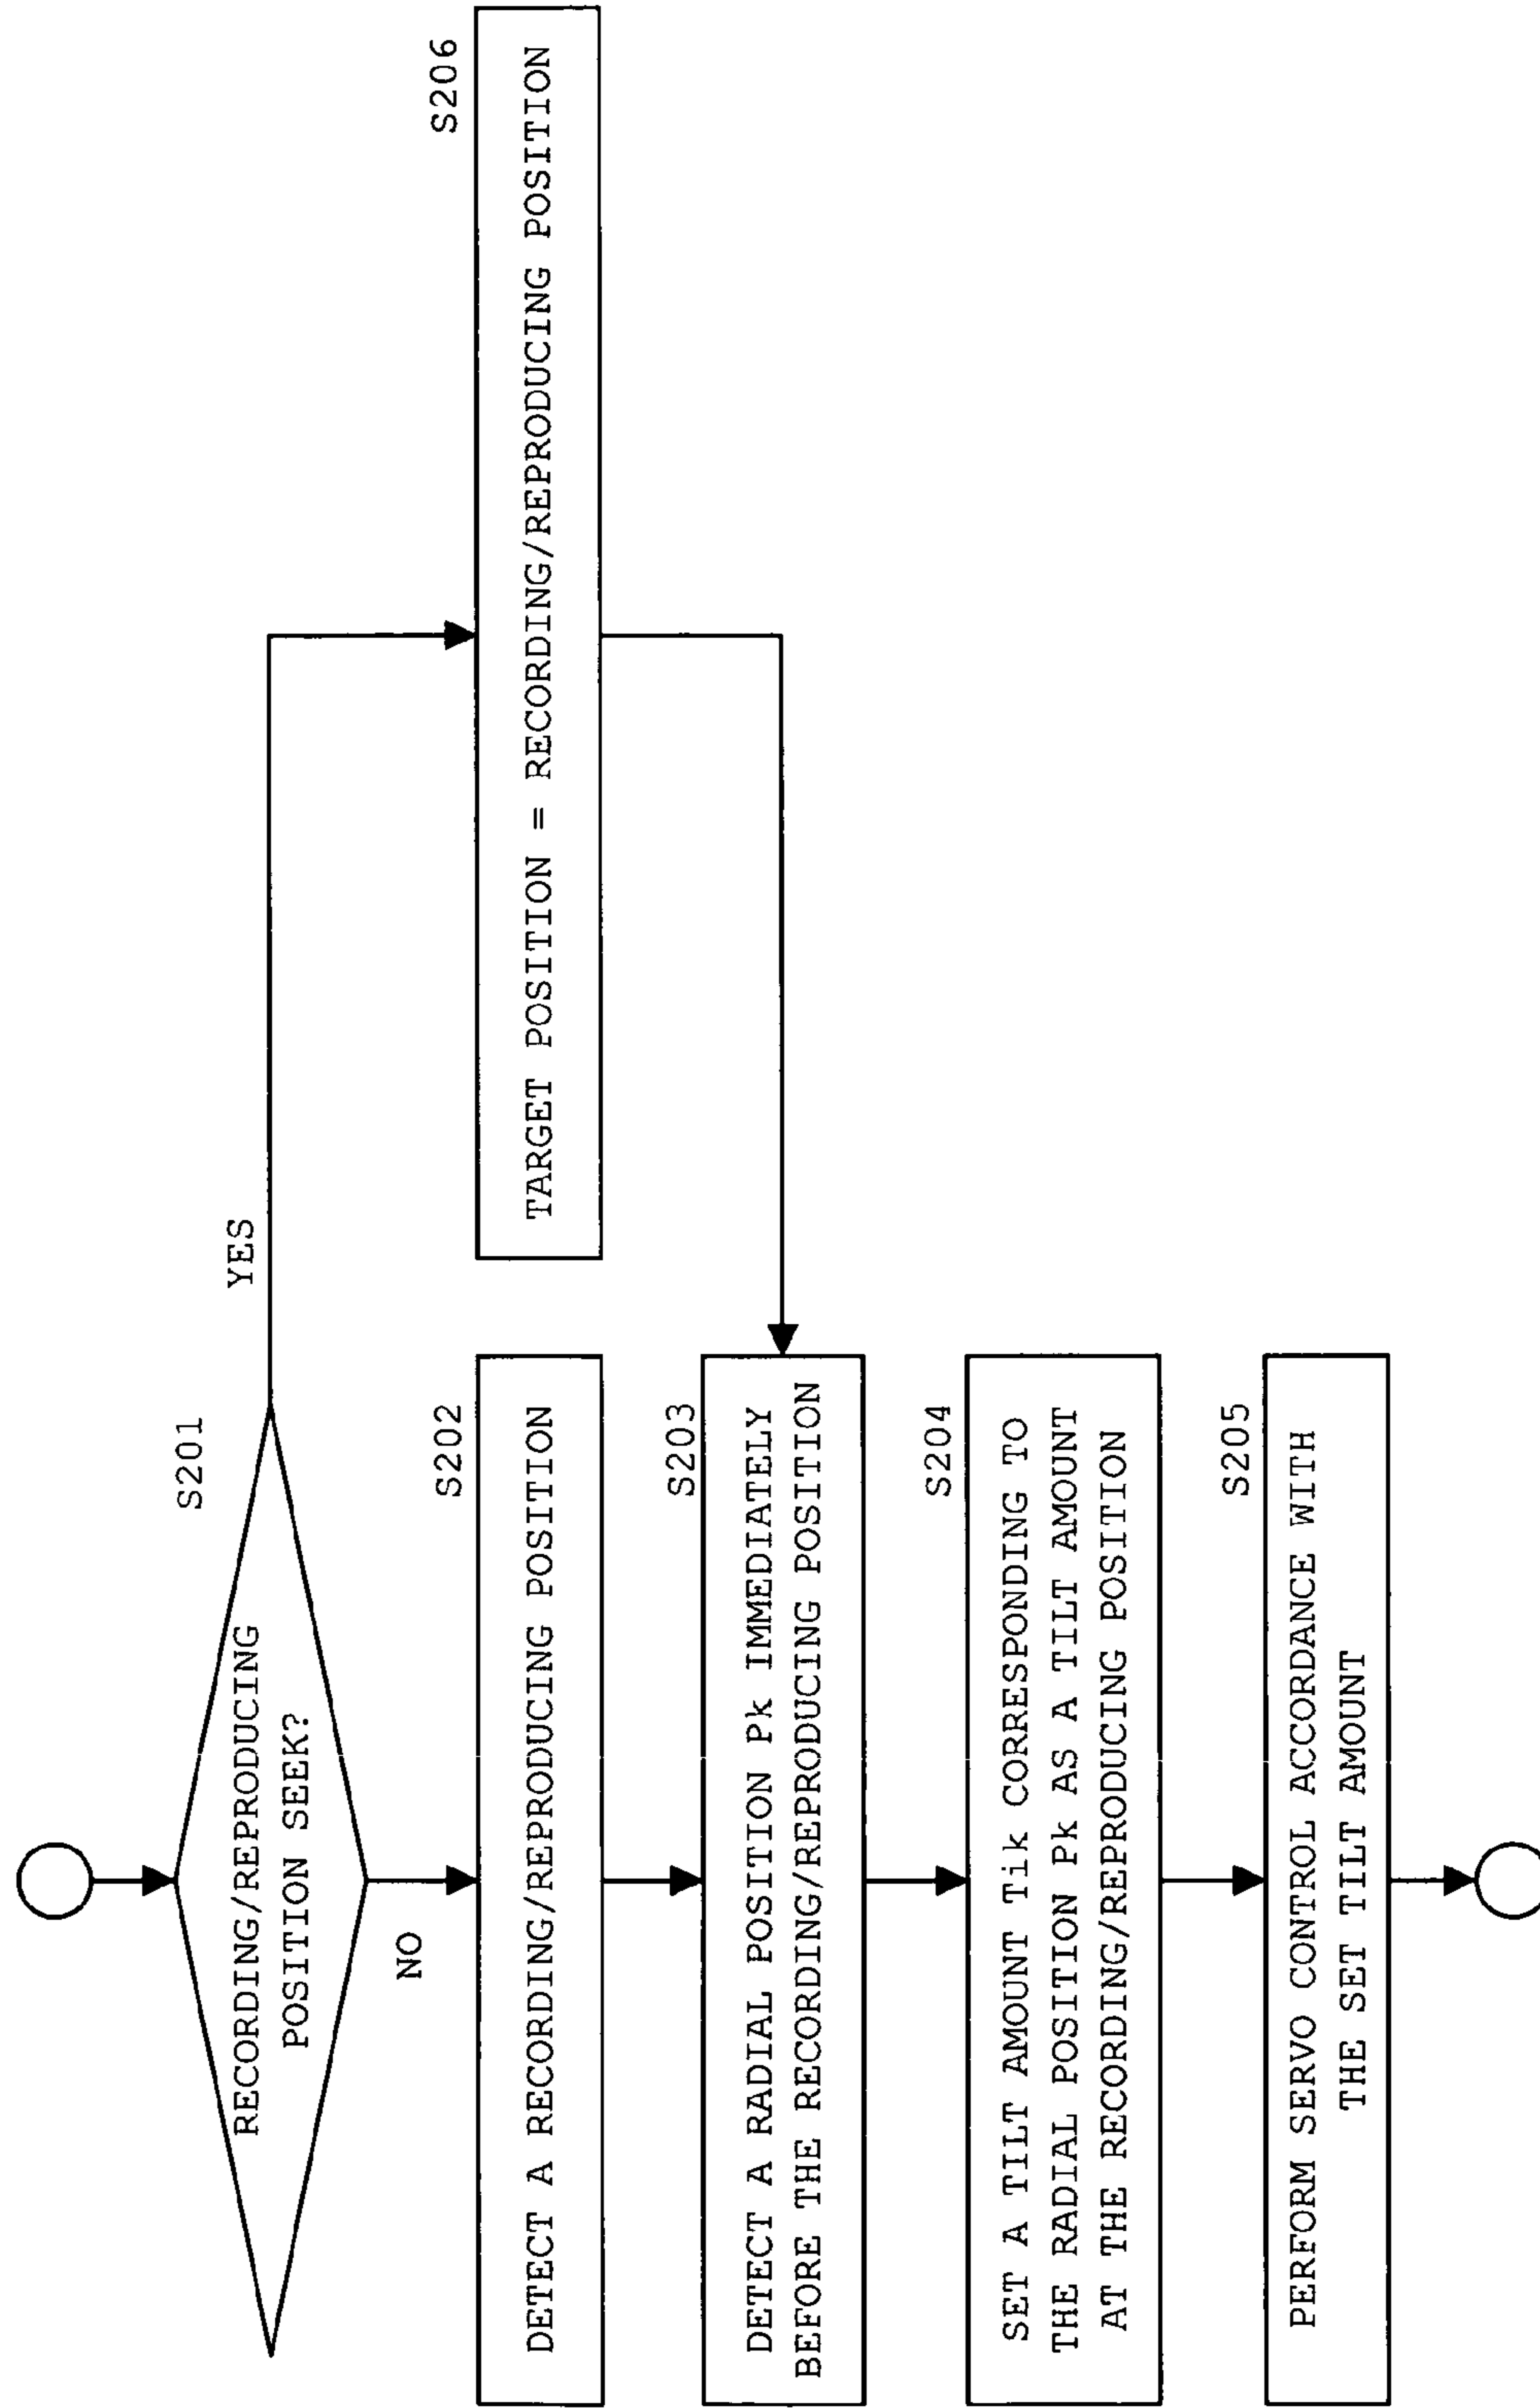 S201
RECORDING/REPRODUCING
POSITION SEEK?
YES
NO
S202
DETECT A RECORDING/REPRODUCING POSITION
S206
TARGET POSITION = RECORDING/REPRODUCING POSITION
S203
DETECT A RADIAL POSITION Pk IMMEDIATELY
BEFORE THE RECORDING/REPRODUCING POSITION
S204
SET A TILT AMOUNT Tik CORRESPONDING TO
THE RADIAL POSITION Pk AS A TILT AMOUNT
AT THE RECORDING/REPRODUCING POSITION
S205
PERFORM SERVO CONTROL ACCORDANCE WITH
THE SET TILT AMOUNT